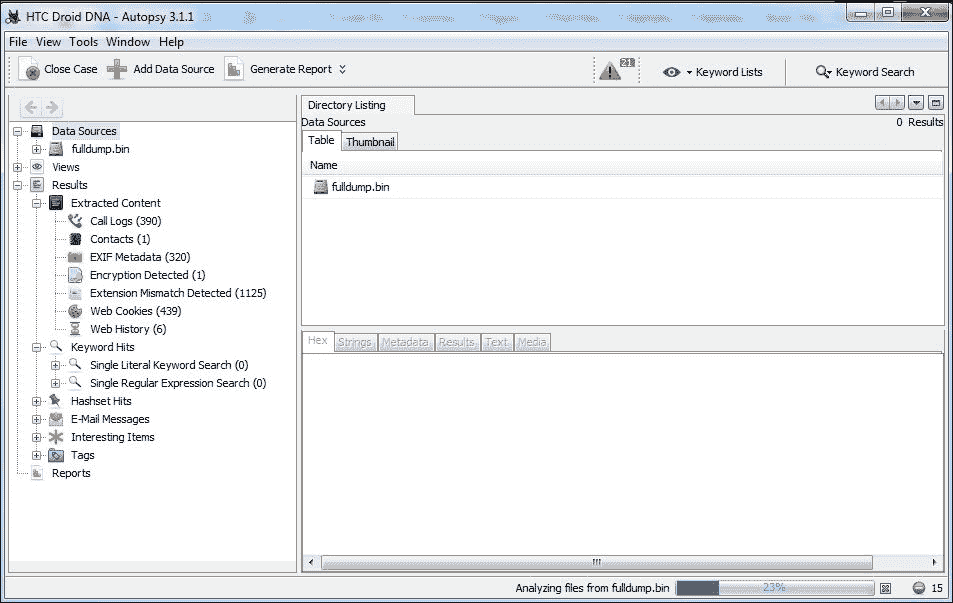 HTC Droid DNA - Autopsy 3.1.1
File View Tools Window Help
Close Case Add Data Source Generate Report 21 Keyword Lists Keyword Search
Directory Listing
Data Sources 0 Results
Table Thumbnail
Name
fulldump.bin
Data Sources
fulldump.bin
Views
Results
Extracted Content
Call Logs (390)
Contacts (1)
EXIF Metadata (320)
Encryption Detected (1)
Extension Mismatch Detected (1125)
Web Cookies (439)
Web History (6)
Keyword Hits
Single Literal Keyword Search (0)
Single Regular Expression Search (0)
Hashset Hits
E-Mail Messages
Interesting Items
Tags
Reports
Hex Strings Metadata Results Text Media
Analyzing files from fulldump.bin 23% 15